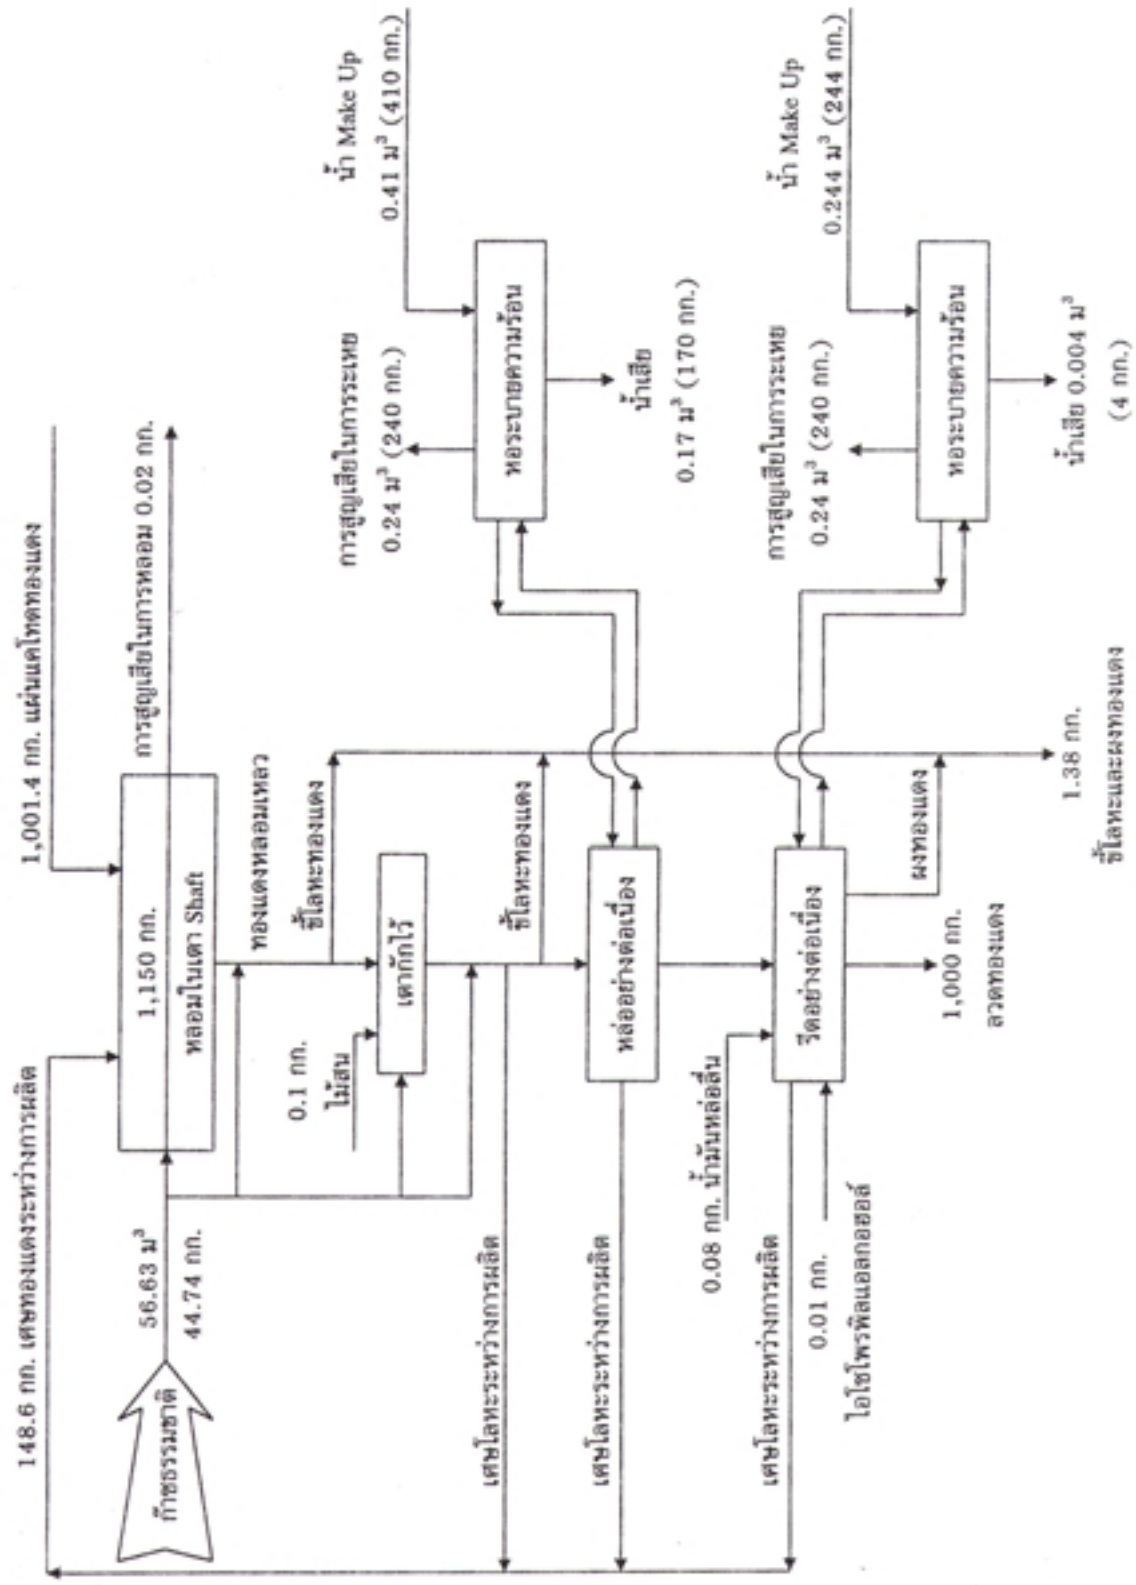 148.6 กก. เศษทองแดงระหว่างการผลิต
1,001.4 กก. แผ่นแคโทดทองแดง
ก๊าซธรรมชาติ
56.63 ม³
44.74 กก.
1,150 กก.
หลอมในเตา Shaft
การสูญเสียในการหลอม 0.02 กก.
ทองแดงหลอมเหลว
ขี้โลหะทองแดง
0.1 กก.
ไม้สน
เตากักไว้
ขี้โลหะทองแดง
น้ำ Make Up
0.41 ม³ (410 กก.)
การสูญเสียในการระเหย
0.24 ม³ (240 กก.)
หอระบายความร้อน
น้ำเสีย
0.17 ม³ (170 กก.)
เศษโลหะระหว่างการผลิต
เศษโลหะระหว่างการผลิต
หล่ออย่างต่อเนื่อง
0.08 กก. น้ำมันหล่อลื่น
เศษโลหะระหว่างการผลิต
0.01 กก.
ไอโซโพรพิลแอลกอฮอล์
รีดอย่างต่อเนื่อง
ผงทองแดง
1,000 กก.
ลวดทองแดง
1.38 กก.
ขี้โลหะและผงทองแดง
น้ำ Make Up
0.244 ม³ (244 กก.)
การสูญเสียในการระเหย
0.24 ม³ (240 กก.)
หอระบายความร้อน
น้ำเสีย 0.004 ม³
(4 กก.)